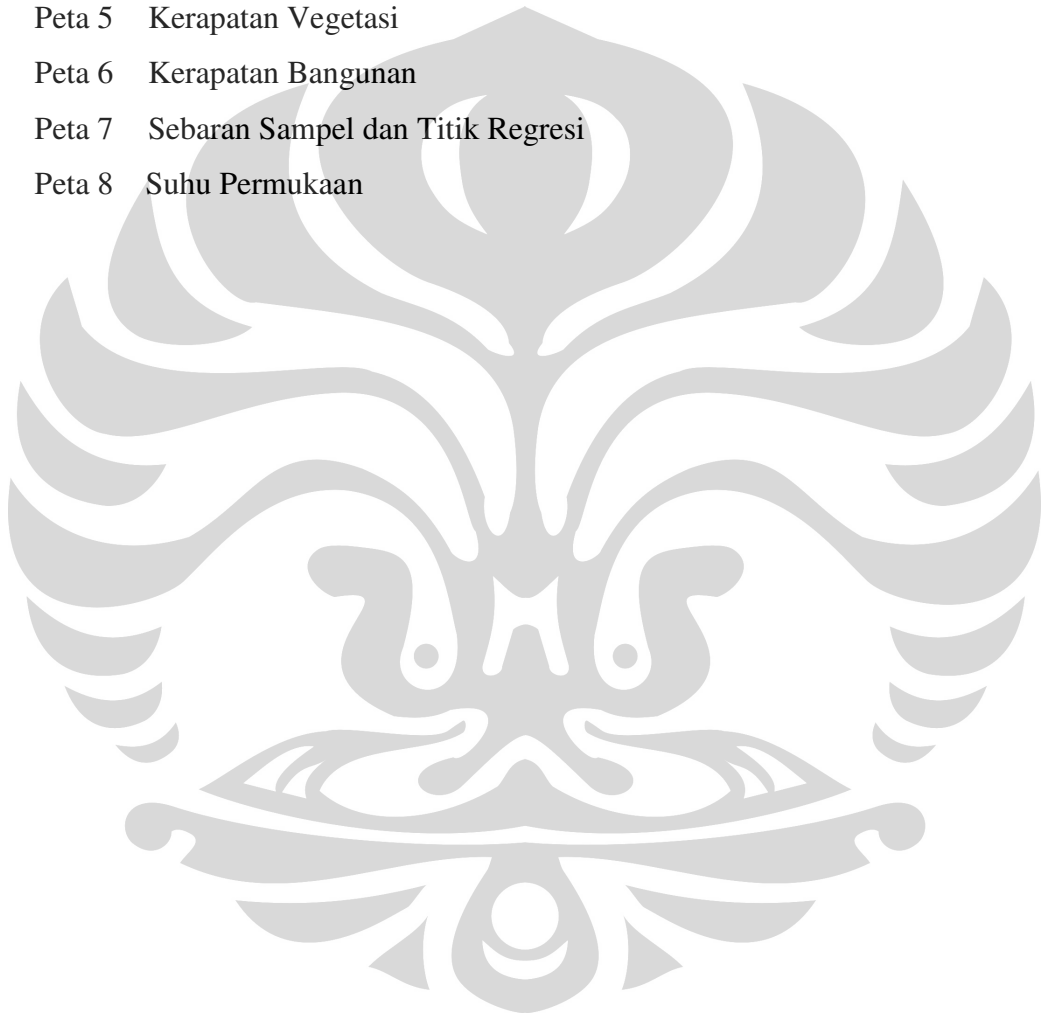 Peta 5 Kerapatan Vegetasi
Peta 6 Kerapatan Bangunan
Peta 7 Sebaran Sampel dan Titik Regresi
Peta 8 Suhu Permukaan